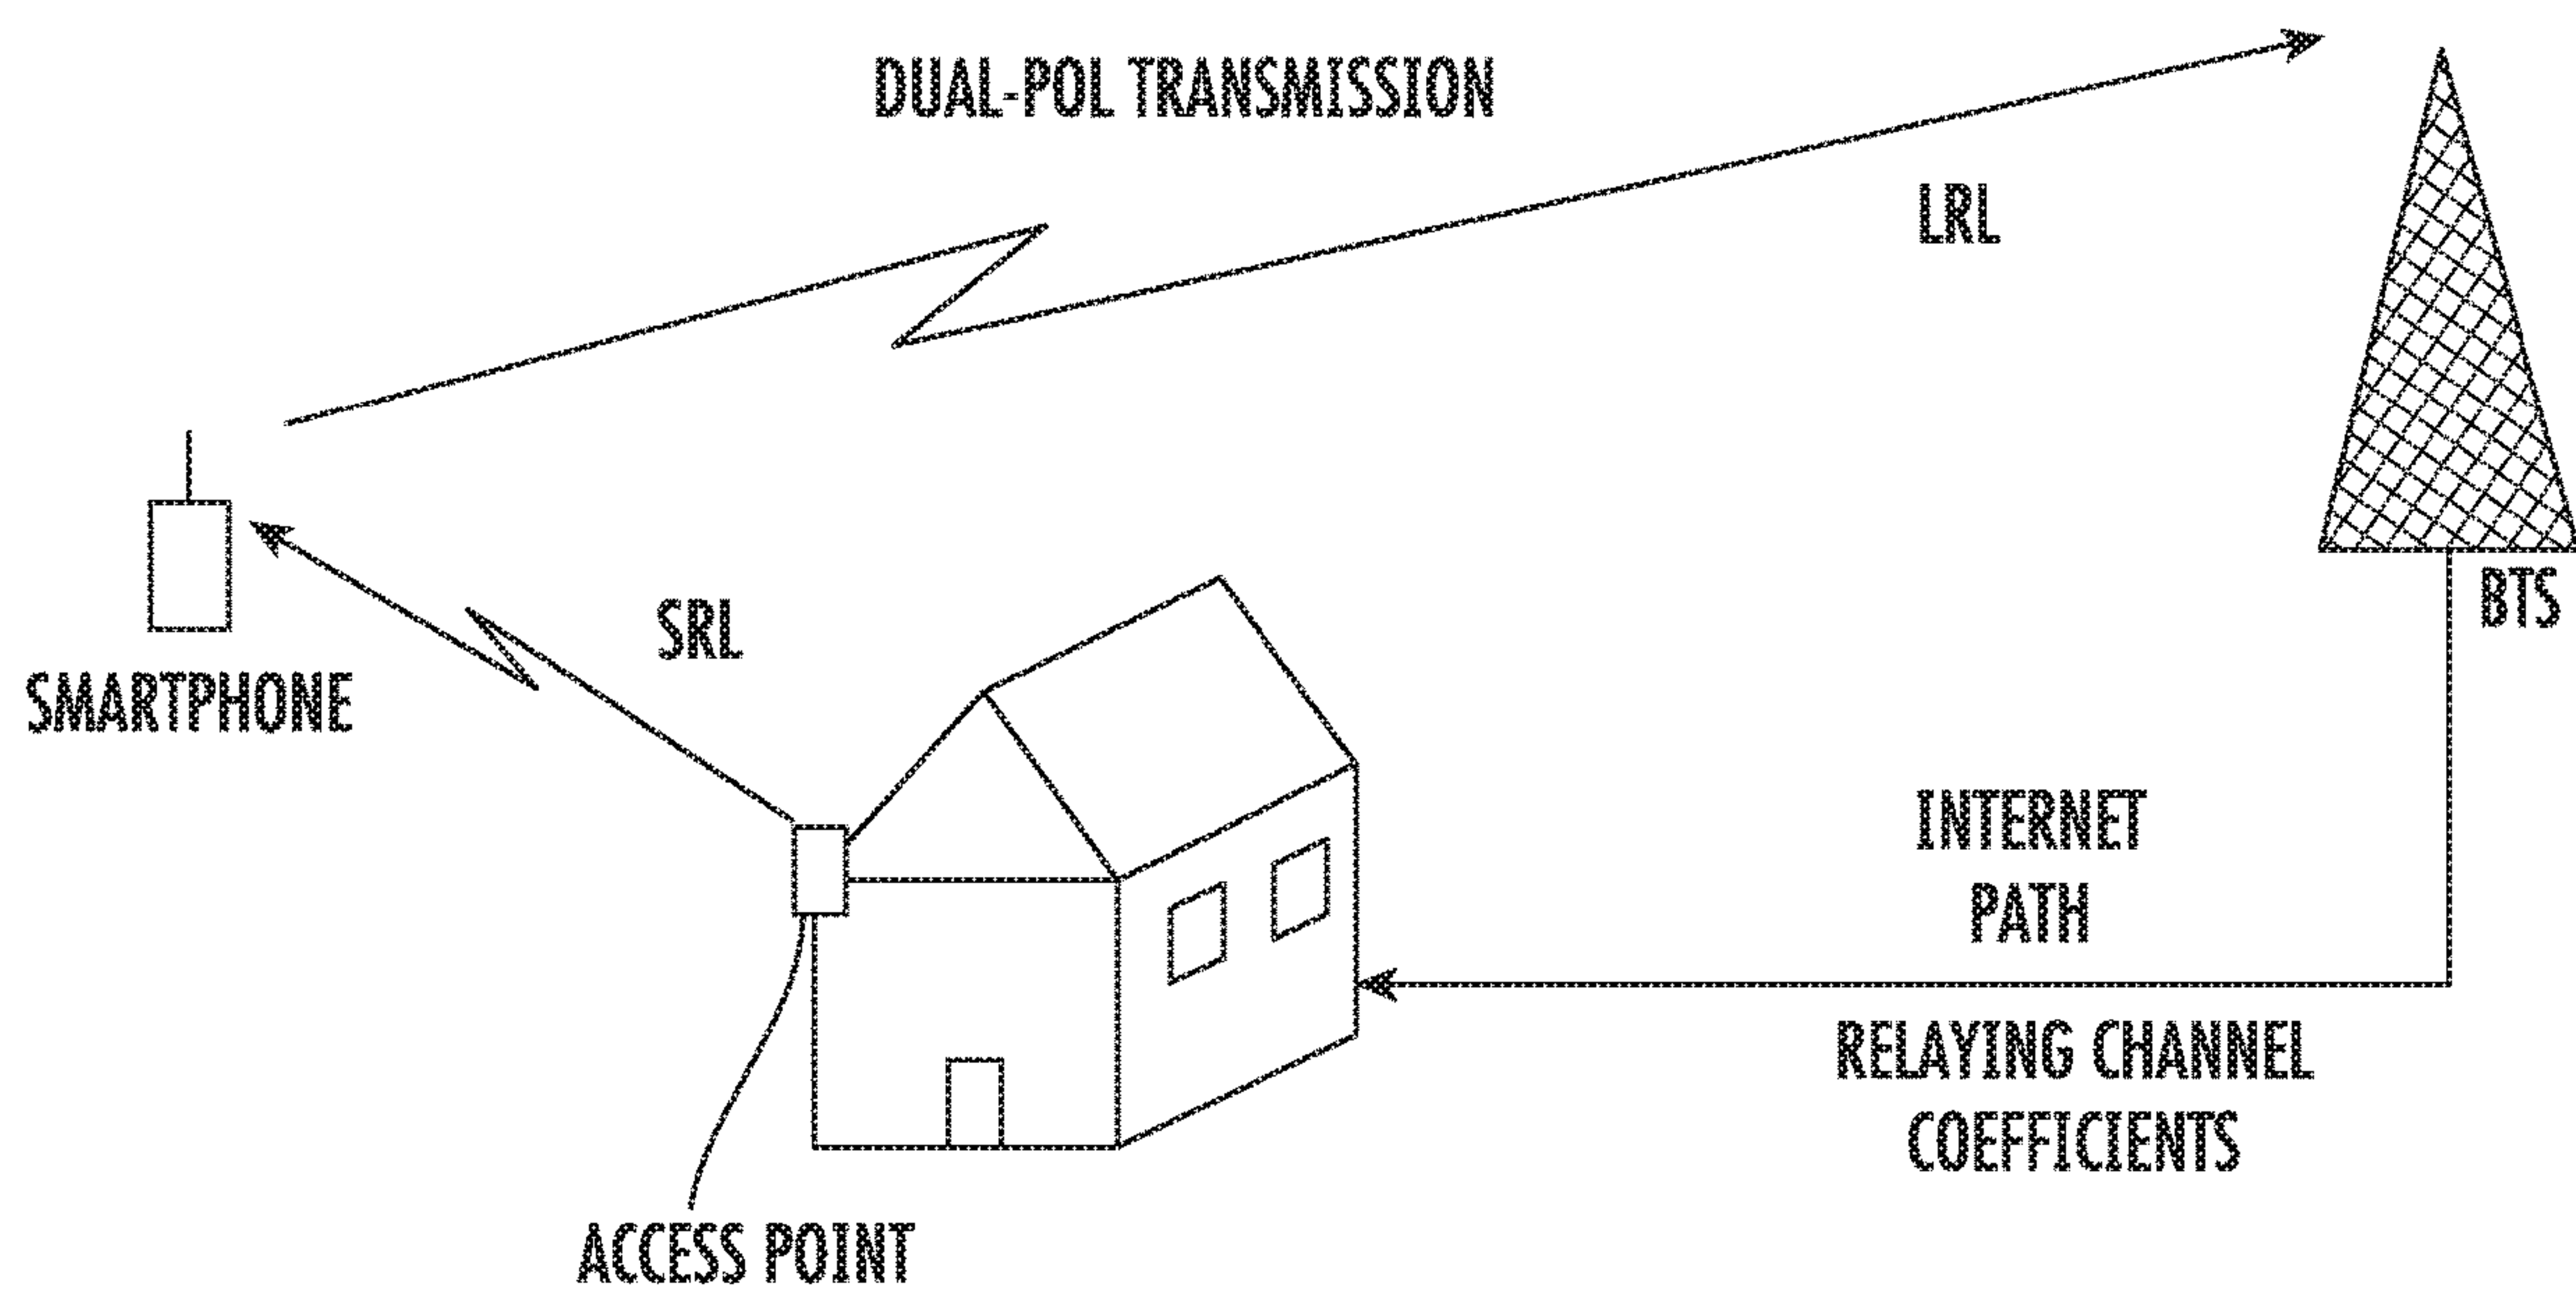 DUAL-POL TRANSMISSION
LRL
BTS
SRL
SMARTPHONE
INTERNET
PATH
RELAYING CHANNEL
COEFFICIENTS
ACCESS POINT